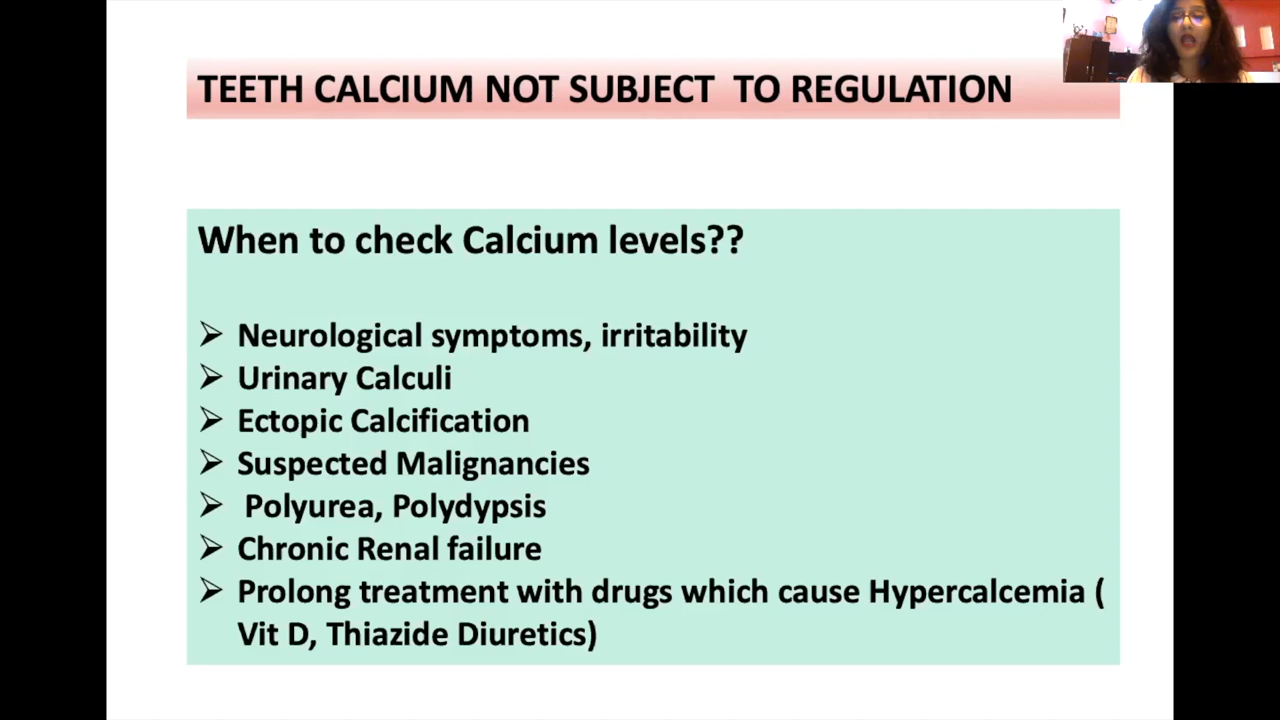 TEETH CALCIUM NOT SUBJECT TO REGULATION
When to check Calcium levels??
Neurological symptoms, irritability
Urinary Calculi
Ectopic Calcification
Suspected Malignancies
Polyurea, Polydypsis
Chronic Renal failure
Prolong treatment with drugs which cause Hypercalcemia (
Vit D, Thiazide Diuretics)